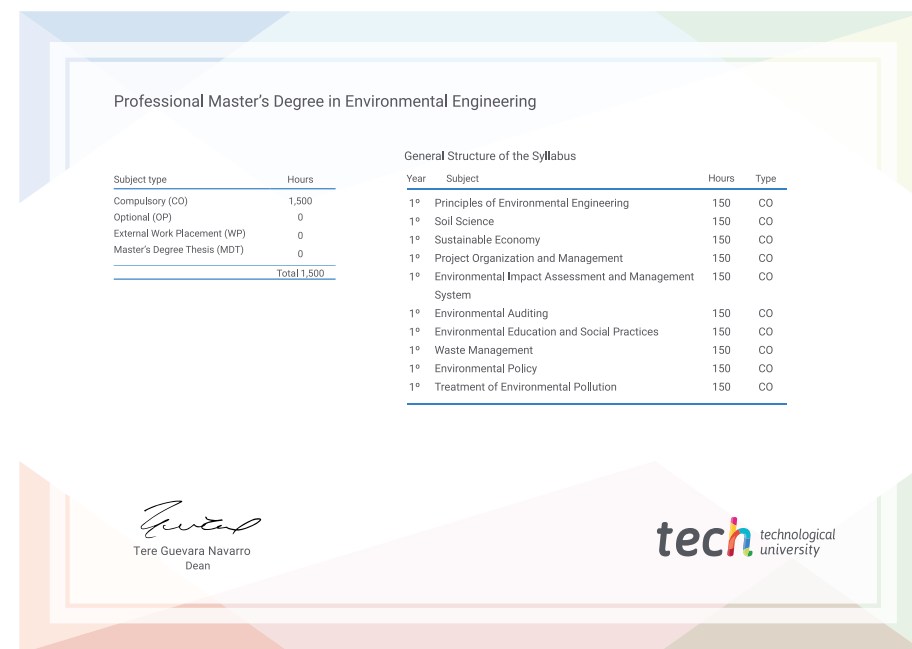 Professional Master's Degree in Environmental Engineering
Subject type Hours
Compulsory (CO) 1,500
Optional (OP) 0
External Work Placement (WP) 0
Master's Degree Thesis (MDT) 0
Total 1,500
General Structure of the Syllabus
Year Subject Hours Type
1º Principles of Environmental Engineering 150 CO
1º Soil Science 150 CO
1º Sustainable Economy 150 CO
1º Project Organization and Management 150 CO
1º Environmental Impact Assessment and Management 150 CO
System
1º Environmental Auditing 150 CO
1º Environmental Education and Social Practices 150 CO
1º Waste Management 150 CO
1º Environmental Policy 150 CO
1º Treatment of Environmental Pollution 150 CO
Tere Guevara Navarro
Dean
tech technological
university